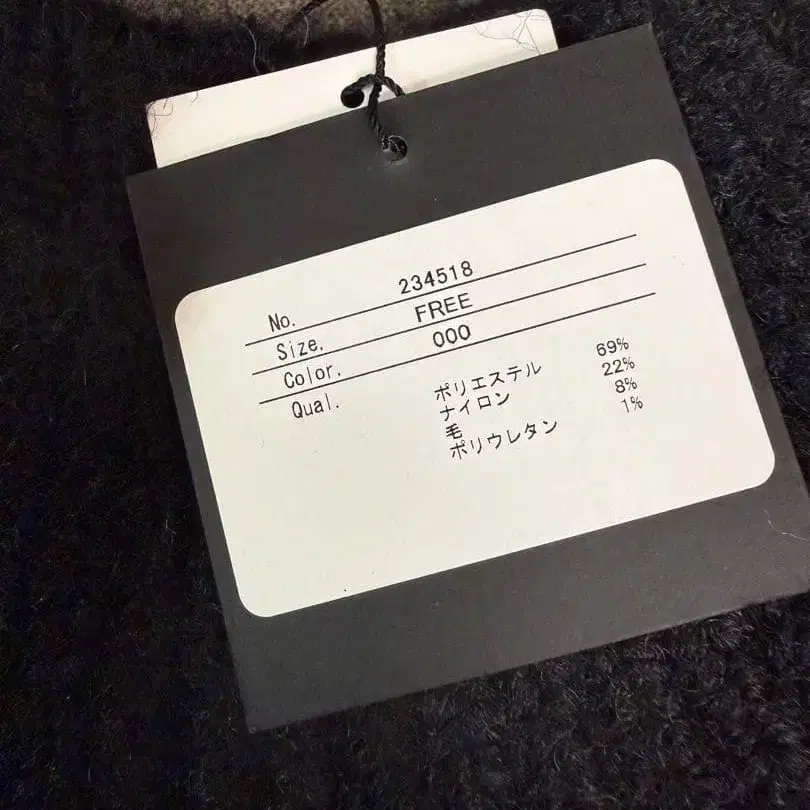 No. 234518
Size. FREE
Color. 000
Qual. ポリエステル 69%
ナイロン 22%
毛 8%
ポリウレタン 1%